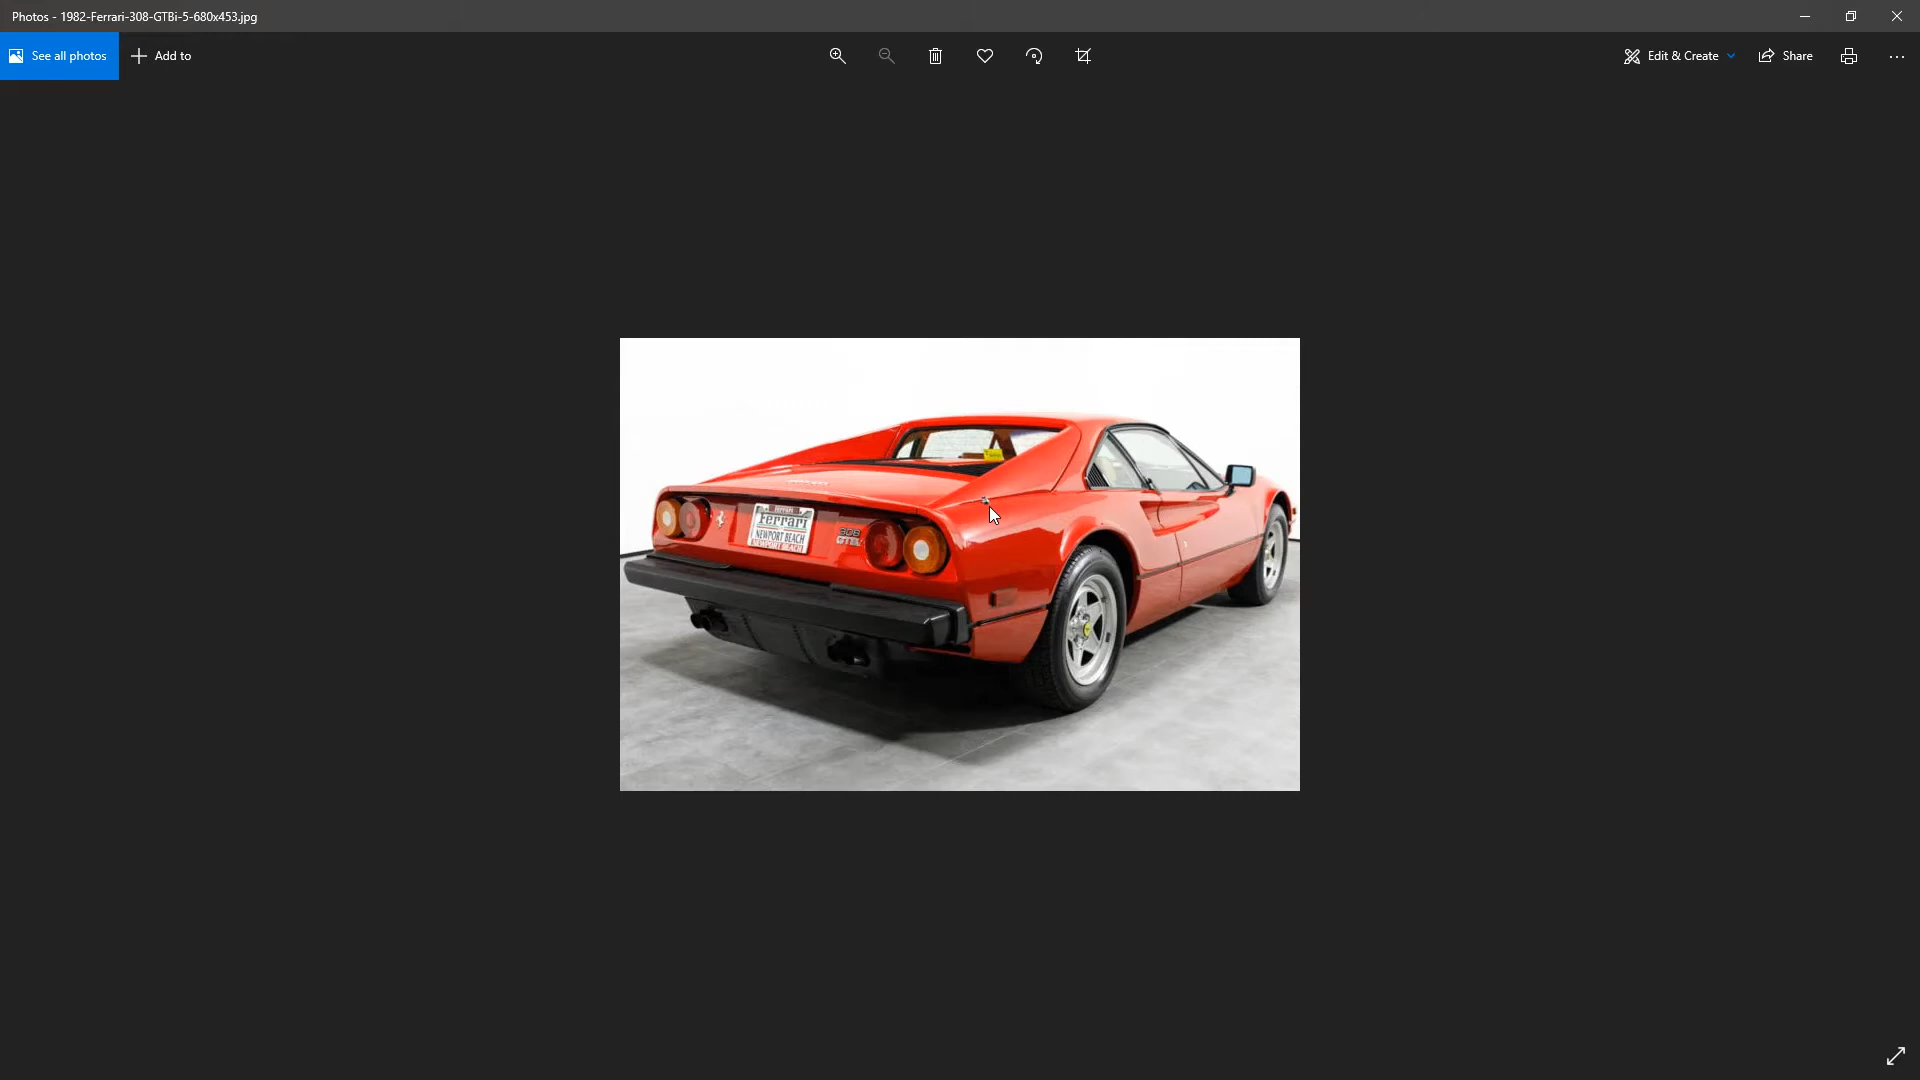 Photos - 1982-Ferrari-308-GTBi-5-680x453.jpg
See all photos
Add to
Edit & Create
Share
Ferrari
NEWPORT BEACH
308
GTBi